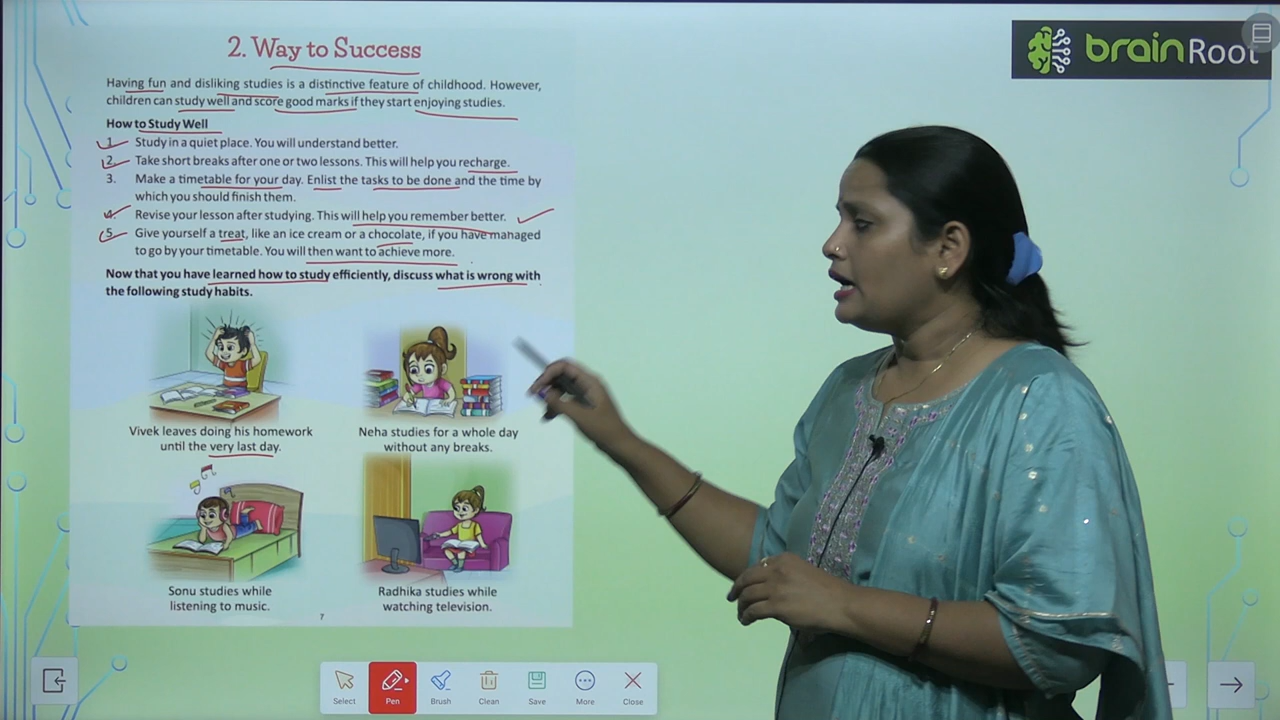 2. Way to Success
brainRoot
Having fun and disliking studies is a distinctive feature of childhood. However,
children can study well and score good marks if they start enjoying studies.
How to Study Well
1. Study in a quiet place. You will understand better.
2. Take short breaks after one or two lessons. This will help you recharge.
3. Make a timetable for your day. Enlist the tasks to be done and the time by
which you should finish them.
4. Revise your lesson after studying. This will help you remember better.
5. Give yourself a treat, like an ice cream or a chocolate, if you have managed
to go by your timetable. You will then want to achieve more.
Now that you have learned how to study efficiently, discuss what is wrong with
the following study habits.
Vivek leaves doing his homework
until the very last day.
Neha studies for a whole day
without any breaks.
Sonu studies while
listening to music.
Radhika studies while
watching television.
7
Select
Pen
Brush
Clean
Save
More
Close